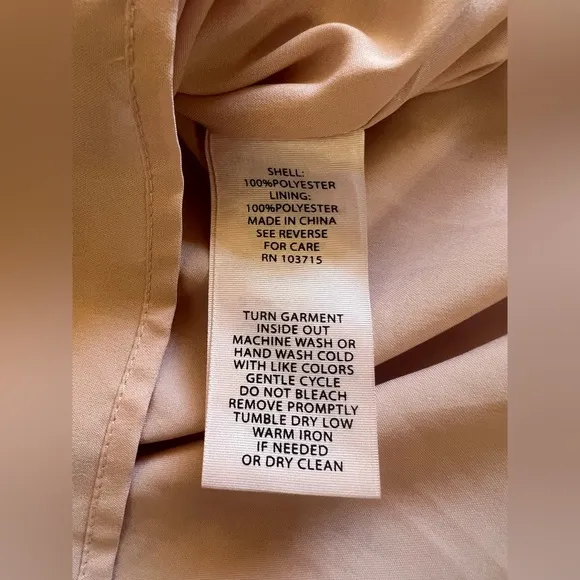 SHELL:
100%POLYESTER
LINING:
100%POLYESTER
MADE IN CHINA
SEE REVERSE
FOR CARE
RN 103715
TURN GARMENT
INSIDE OUT
MACHINE WASH OR
HAND WASH COLD
WITH LIKE COLORS
GENTLE CYCLE
DO NOT BLEACH
REMOVE PROMPTLY
TUMBLE DRY LOW
WARM IRON
IF NEEDED
OR DRY CLEAN